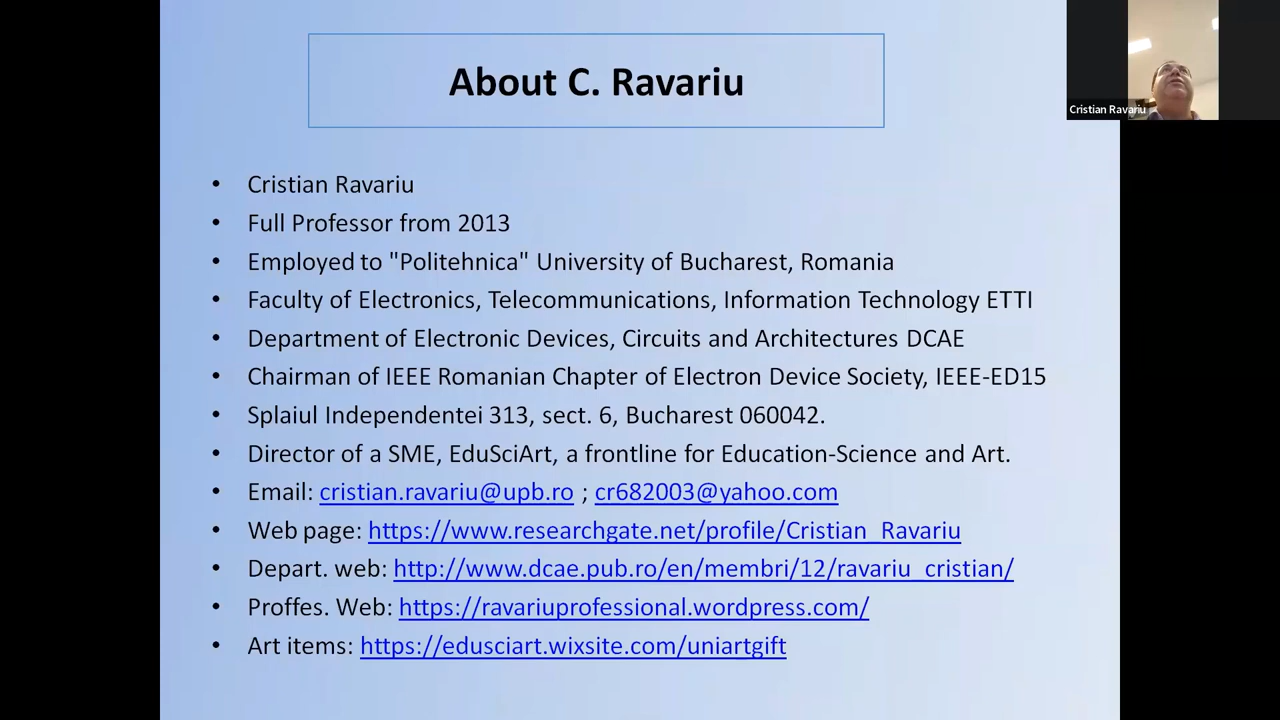 About C. Ravariu
Cristian Ravariu
• Cristian Ravariu
• Full Professor from 2013
• Employed to "Politehnica" University of Bucharest, Romania
• Faculty of Electronics, Telecommunications, Information Technology ETTI
• Department of Electronic Devices, Circuits and Architectures DCAE
• Chairman of IEEE Romanian Chapter of Electron Device Society, IEEE-ED15
• Splaiul Independentei 313, sect. 6, Bucharest 060042.
• Director of a SME, EduSciArt, a frontline for Education-Science and Art.
• Email: cristian.ravariu@upb.ro ; cr682003@yahoo.com
• Web page: https://www.researchgate.net/profile/Cristian_Ravariu
• Depart. web: http://www.dcae.pub.ro/en/membri/12/ravariu_cristian/
• Proffes. Web: https://ravariuprofessional.wordpress.com/
• Art items: https://edusciart.wixsite.com/uniartgift